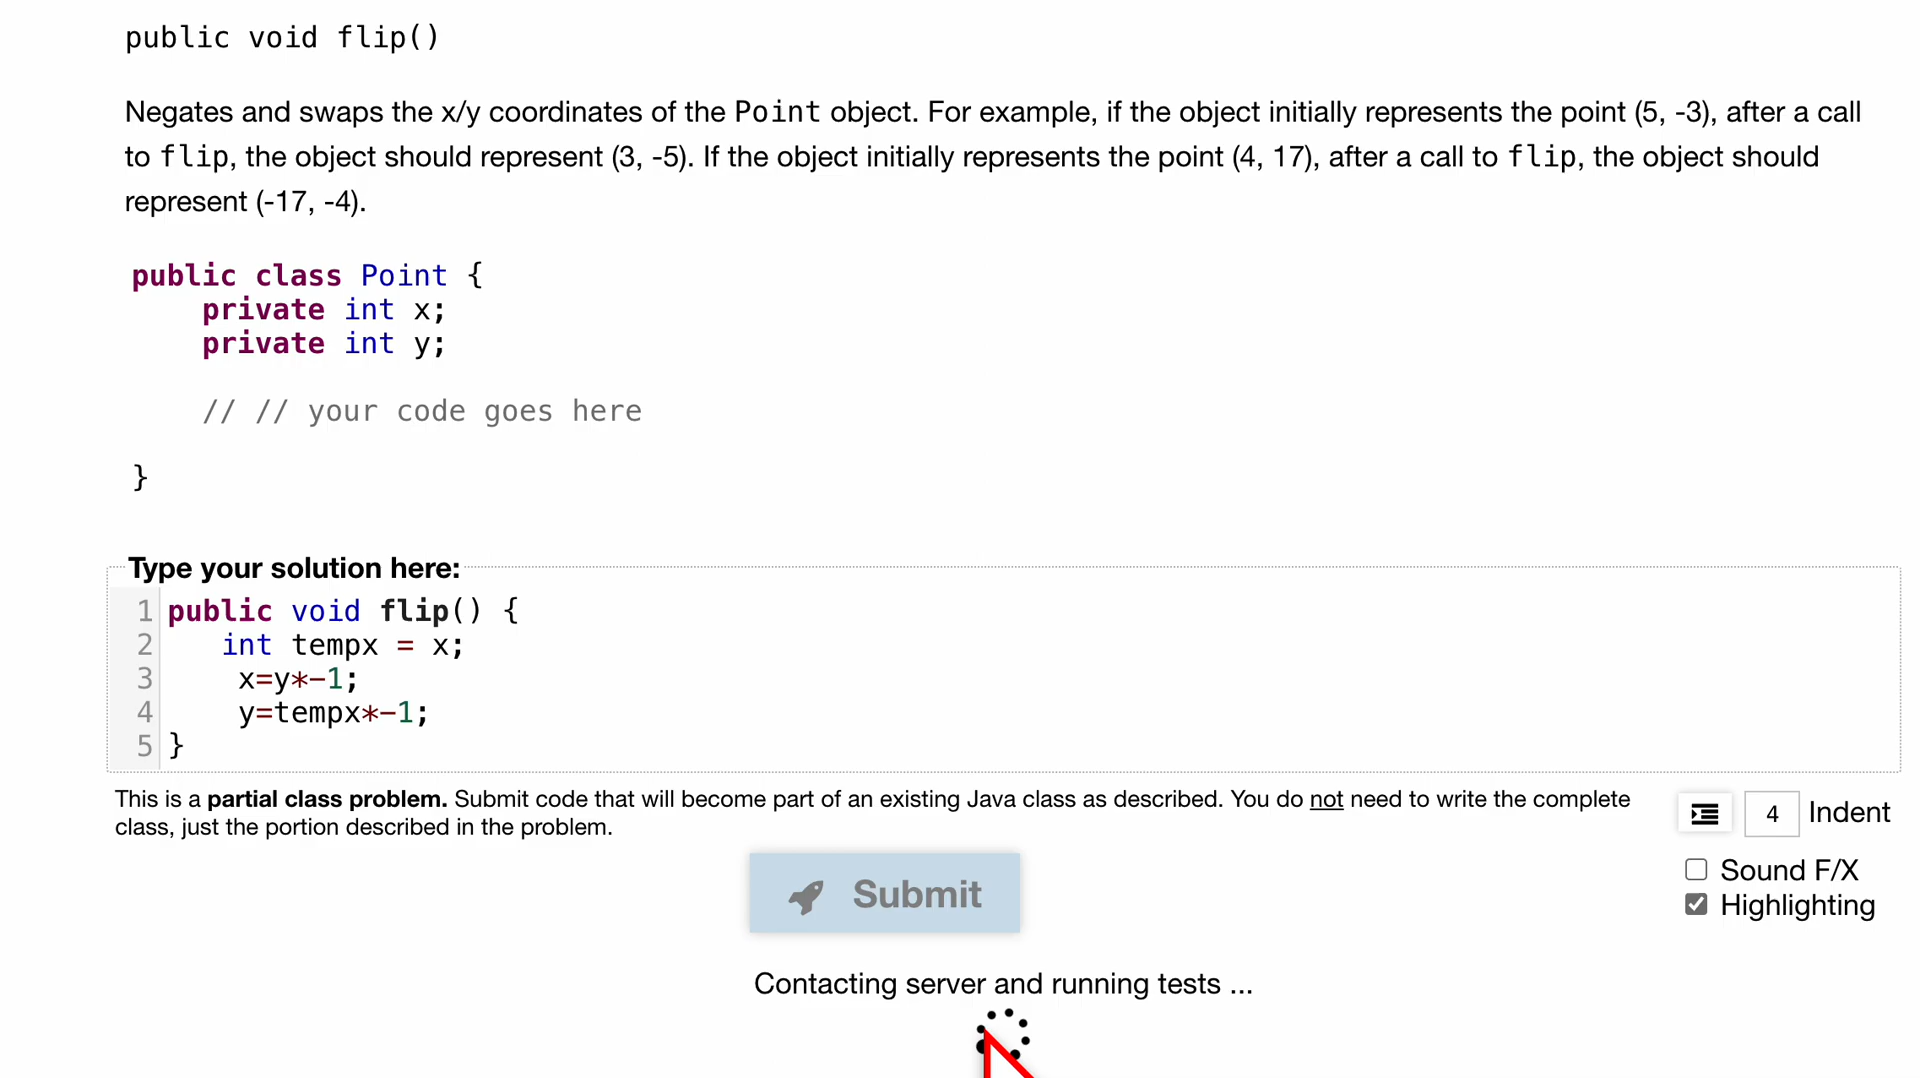 public void flip()
Negates and swaps the x/y coordinates of the Point object. For example, if the object initially represents the point (5, -3), after a call
to flip, the object should represent (3, -5). If the object initially represents the point (4, 17), after a call to flip, the object should
represent (-17, -4).
public class Point {
    private int x;
    private int y;
    // // your code goes here
}
Type your solution here:
1 public void flip() {
2    int tempx = x;
3     x=y*-1;
4     y=tempx*-1;
5 }
This is a partial class problem. Submit code that will become part of an existing Java class as described. You do not need to write the complete
class, just the portion described in the problem.
4 Indent
Sound F/X
Highlighting
Submit
Contacting server and running tests ...